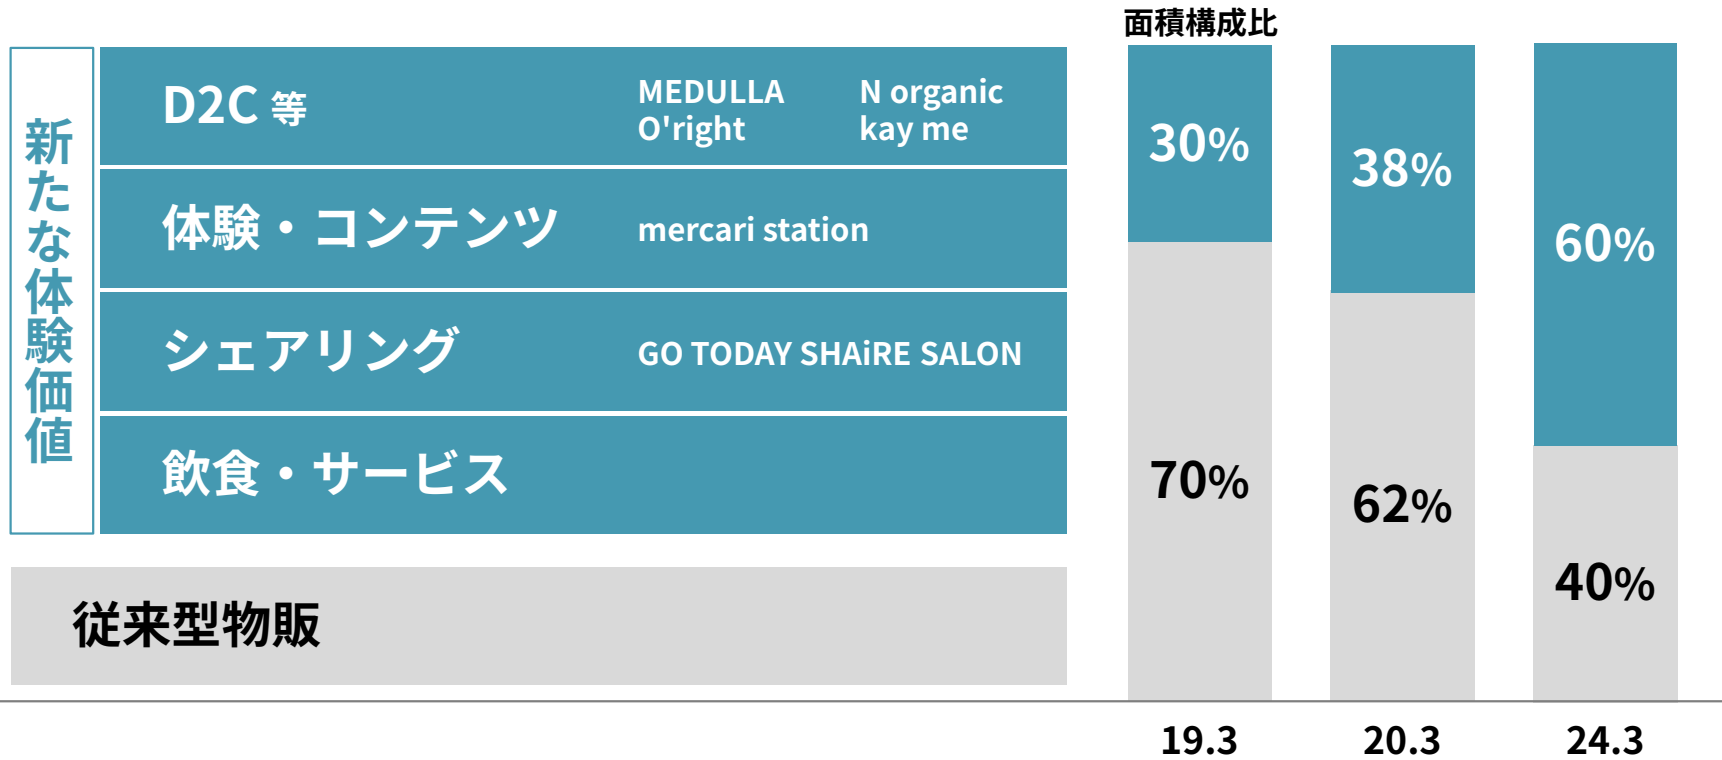 面積構成比
新たな体験価値
D2C 等
MEDULLA
N organic
O'right
kay me
体験・コンテンツ
mercari station
シェアリング
GO TODAY SHAiRE SALON
飲食・サービス
従来型物販
30%
38%
60%
70%
62%
40%
19.3
20.3
24.3